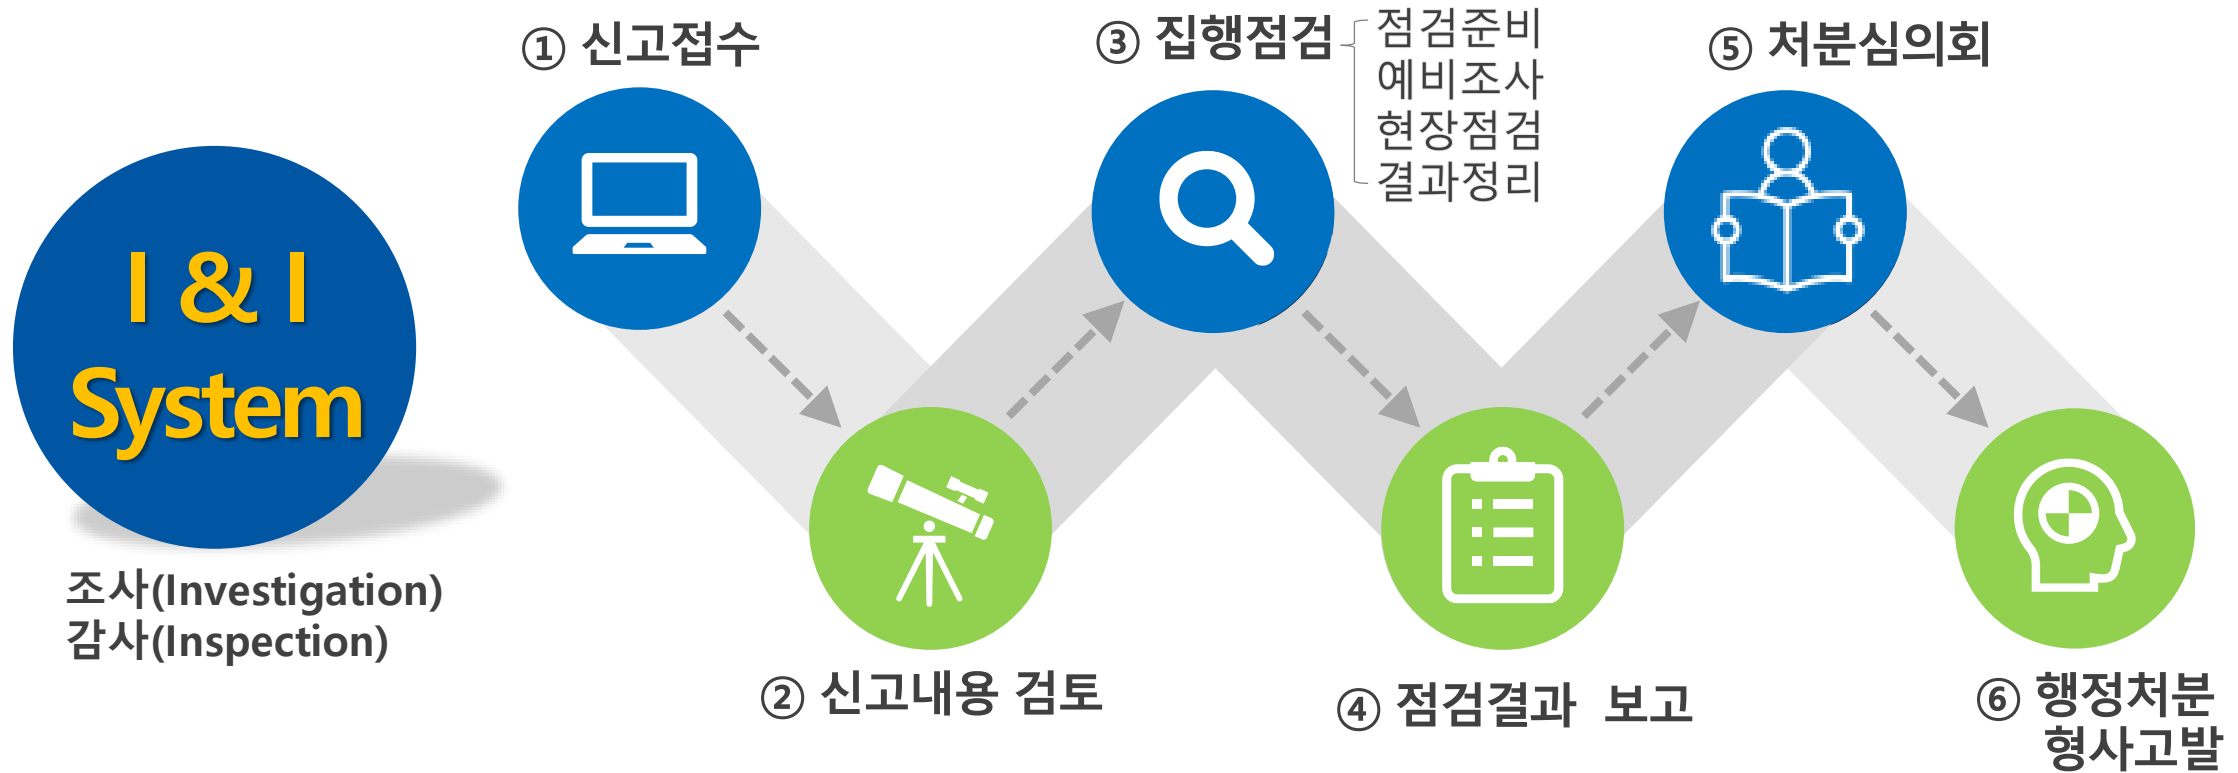 I & I
System
조사(Investigation)
감사(Inspection)
① 신고접수
② 신고내용 검토
③ 집행점검
점검준비
예비조사
현장점검
결과정리
④ 점검결과 보고
⑤ 처분심의회
⑥ 행정처분
형사고발